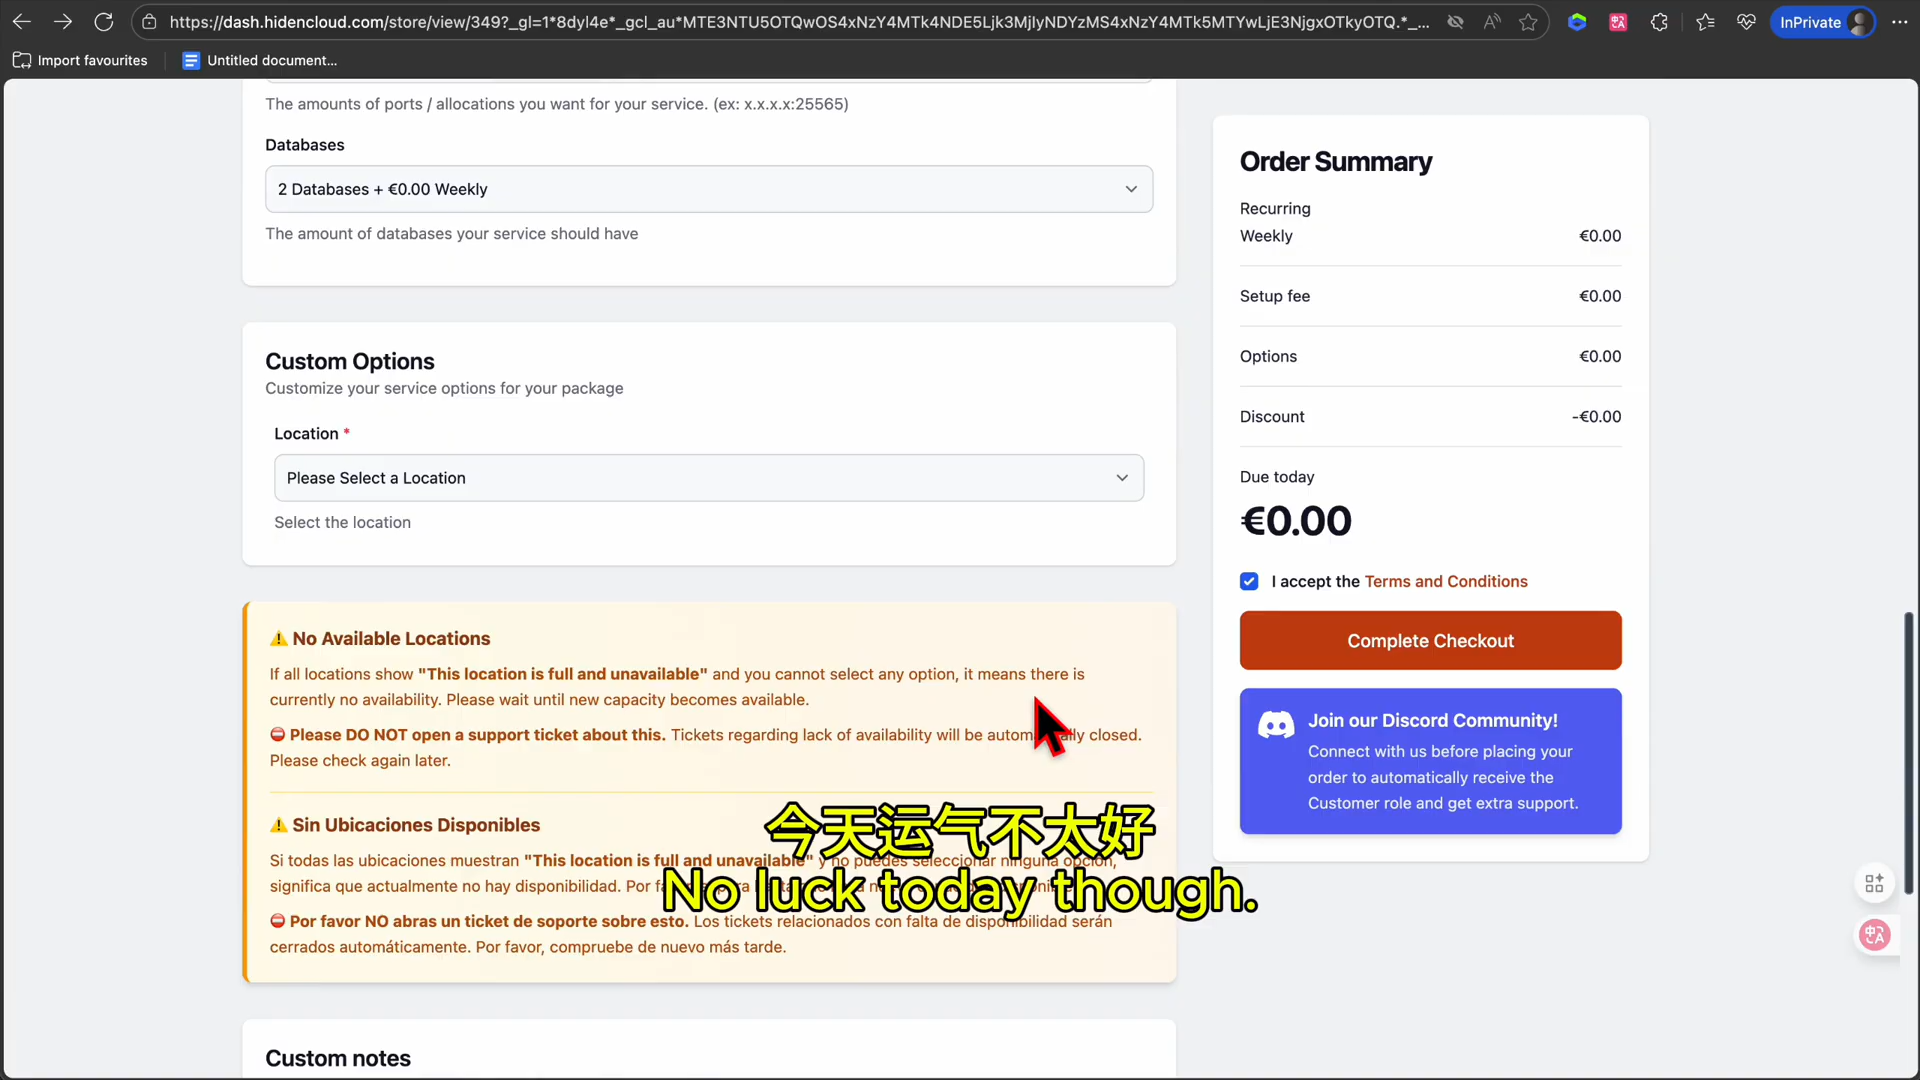 https://dash.hidencloud.com/store/view/349?_gl=1*8dyl4e*_gcl_au*MTE3NTU5OTQwOS4xNzY4MTk4NDE5Ljk3MjIyNDYzMS4xNzY4MTk5MTYwLjE3NjgxOTkyOTQ.*_...
InPrivate
Import favourites
Untitled document...
The amounts of ports / allocations you want for your service. (ex: x.x.x.x:25565)
Databases
2 Databases + €0.00 Weekly
The amount of databases your service should have
Custom Options
Customize your service options for your package
Location *
Please Select a Location
Select the location
⚠️ No Available Locations
If all locations show "This location is full and unavailable" and you cannot select any option, it means there is
currently no availability. Please wait until new capacity becomes available.
⛔ Please DO NOT open a support ticket about this. Tickets regarding lack of availability will be closed.
Please check again later.
⚠️ Sin Ubicaciones Disponibles
Si todas las ubicaciones muestran "This location is full and unavailable" y no puedes seleccionar ninguna opción,
significa que actualmente no hay disponibilidad. Por
⛔ Por favor NO abras un ticket de soporte sobre esto. Los tickets relacionados con falta de disponibilidad serán
cerrados automáticamente. Por favor, compruebe de nuevo más tarde.
Custom notes
Order Summary
Recurring
Weekly €0.00
Setup fee €0.00
Options €0.00
Discount -€0.00
Due today
€0.00
I accept the Terms and Conditions
Complete Checkout
Join our Discord Community!
Connect with us before placing your
order to automatically receive the
Customer role and get extra support.
今天运气不太好
No luck today though.